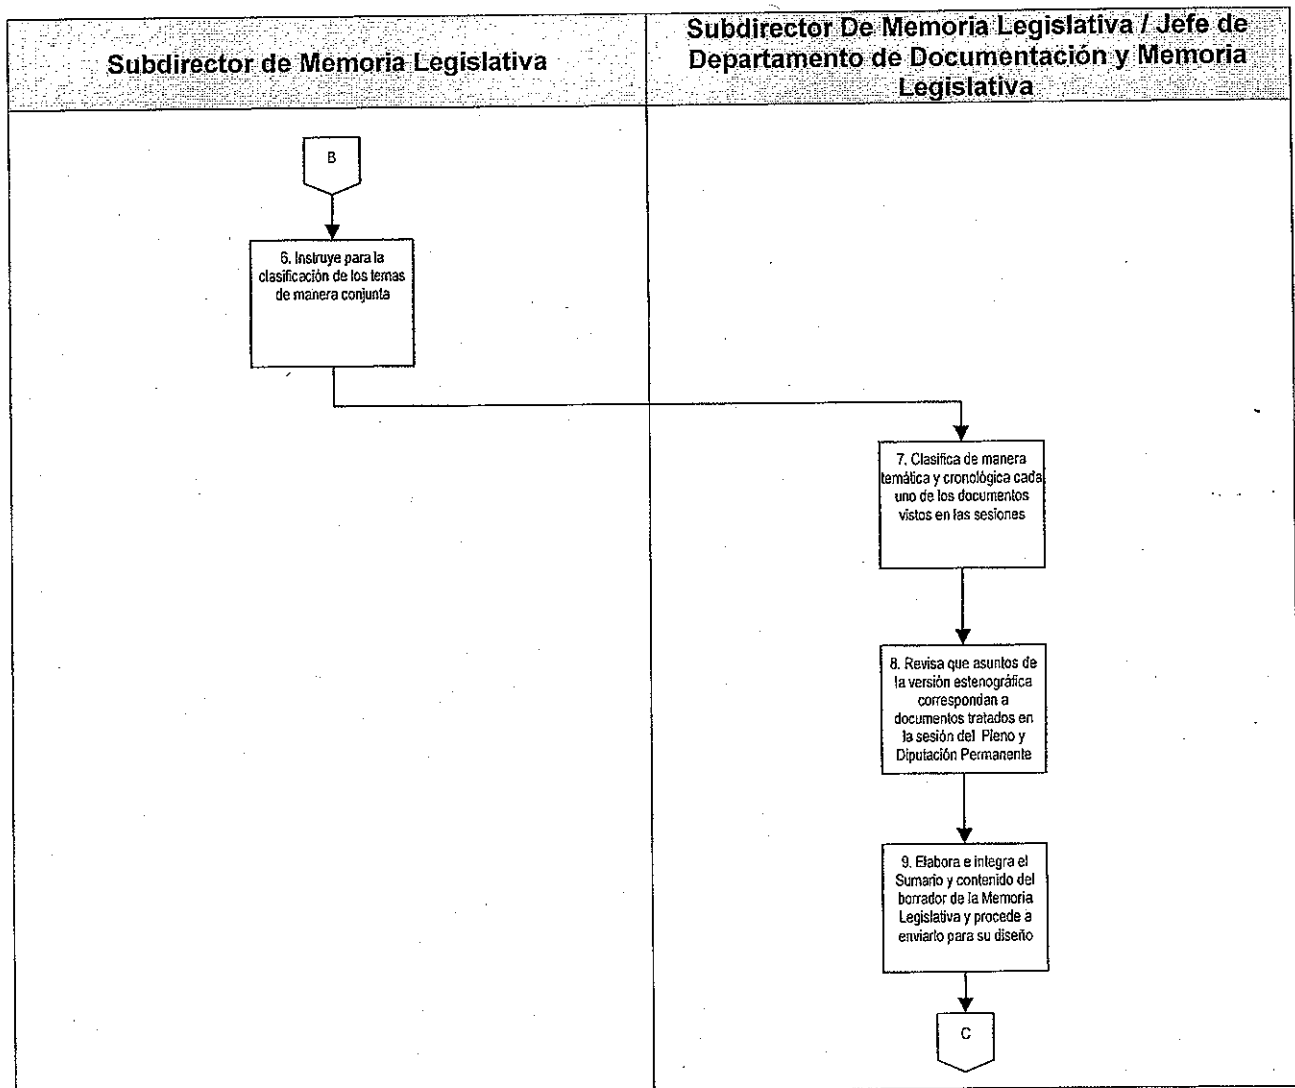 Subdirector de Memoria Legislativa
Subdirector De Memoria Legislativa / Jefe de
Departamento de Documentación y Memoria
Legislativa
B
6. Instruye para la
clasificación de los temas
de manera conjunta
7. Clasifica de manera
temática y cronológica cada
uno de los documentos
vistos en las sesiones
8. Revisa que asuntos de
la versión estenográfica
correspondan a
documentos tratados en
la sesión del Pleno y
Diputación Permanente
9. Elabora e integra el
Sumario y contenido del
borrador de la Memoria
Legislativa y procede a
enviarlo para su diseño
C